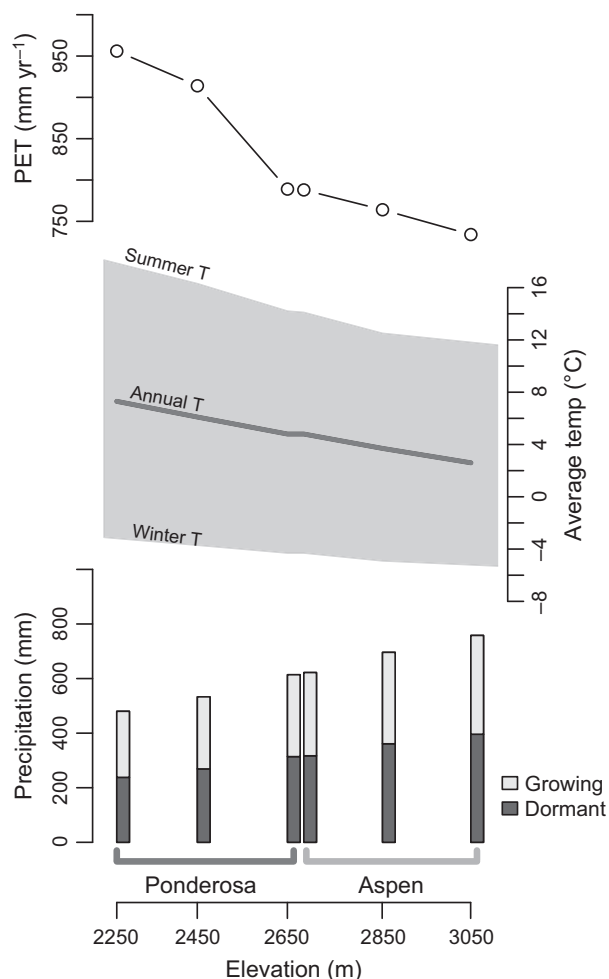 PET (mm yr⁻¹)
950
850
750
Summer T
Annual T
Winter T
16
12
8
4
0
−4
−8
Average temp (°C)
Precipitation (mm)
800
600
400
200
0
Growing
Dormant
Ponderosa Aspen
2250 2450 2650 2850 3050
Elevation (m)